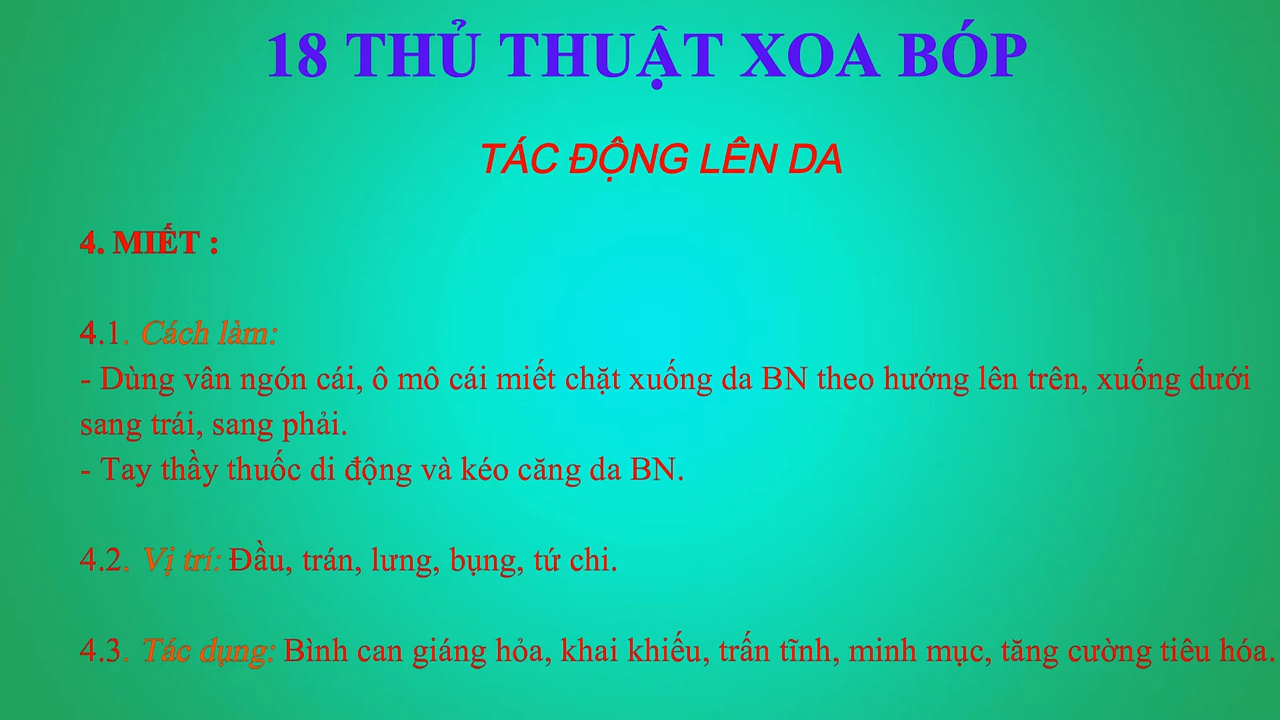 18 THỦ THUẬT XOA BÓP
TÁC ĐỘNG LÊN DA
4. MIẾT :
4.1. Cách làm:
- Dùng vân ngón cái, ô mô cái miết chặt xuống da BN theo hướng lên trên, xuống dưới
sang trái, sang phải.
- Tay thầy thuốc di động và kéo căng da BN.
4.2. Vị trí: Đầu, trán, lưng, bụng, tứ chi.
4.3. Tác dụng: Bình can giáng hỏa, khai khiếu, trấn tĩnh, minh mục, tăng cường tiêu hóa.